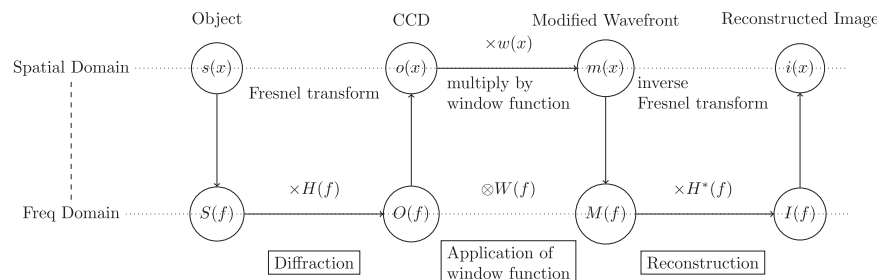 Object
CCD
Modified Wavefront
Reconstructed Image
Spatial Domain
s(x)
Fresnel transform
o(x)
×w(x)
multiply by
window function
m(x)
inverse
Fresnel transform
i(x)
Freq Domain
S(f)
×H(f)
O(f)
⊗W(f)
M(f)
×H*(f)
I(f)
Diffraction
Application of
window function
Reconstruction